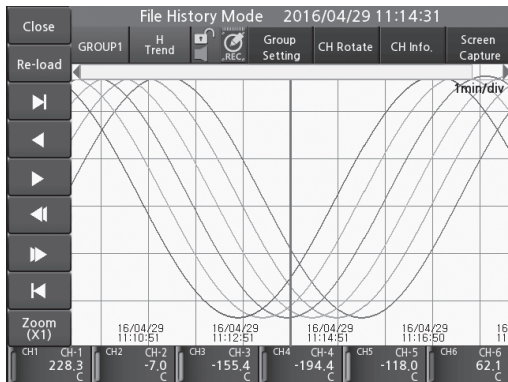 Close
File History Mode 2016/04/29 11:14:31
Re-load
GROUP1
H
Trend
REC
Group
Setting
CH Rotate
CH Info.
Screen
Capture
1min/div
Zoom
(X1)
16/04/29
11:10:51
16/04/29
11:12:51
16/04/29
11:14:51
16/04/29
11:16:50
16
11
CH1 CH-1
228.3
C
CH2 CH-2
-7.0
C
CH3 CH-3
-155.4
C
CH4 CH-4
-194.4
C
CH5 CH-5
-118.0
C
CH6 CH-6
62.1
C